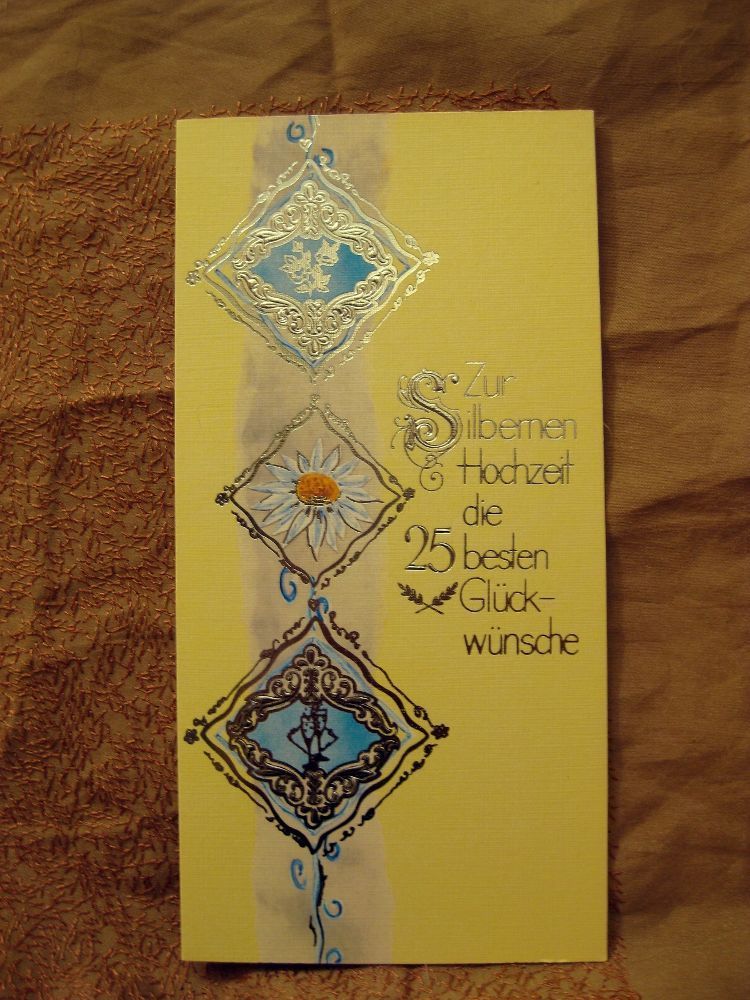 Zur
Silbernen
Hochzeit
die
25 besten
Glück-
wünsche